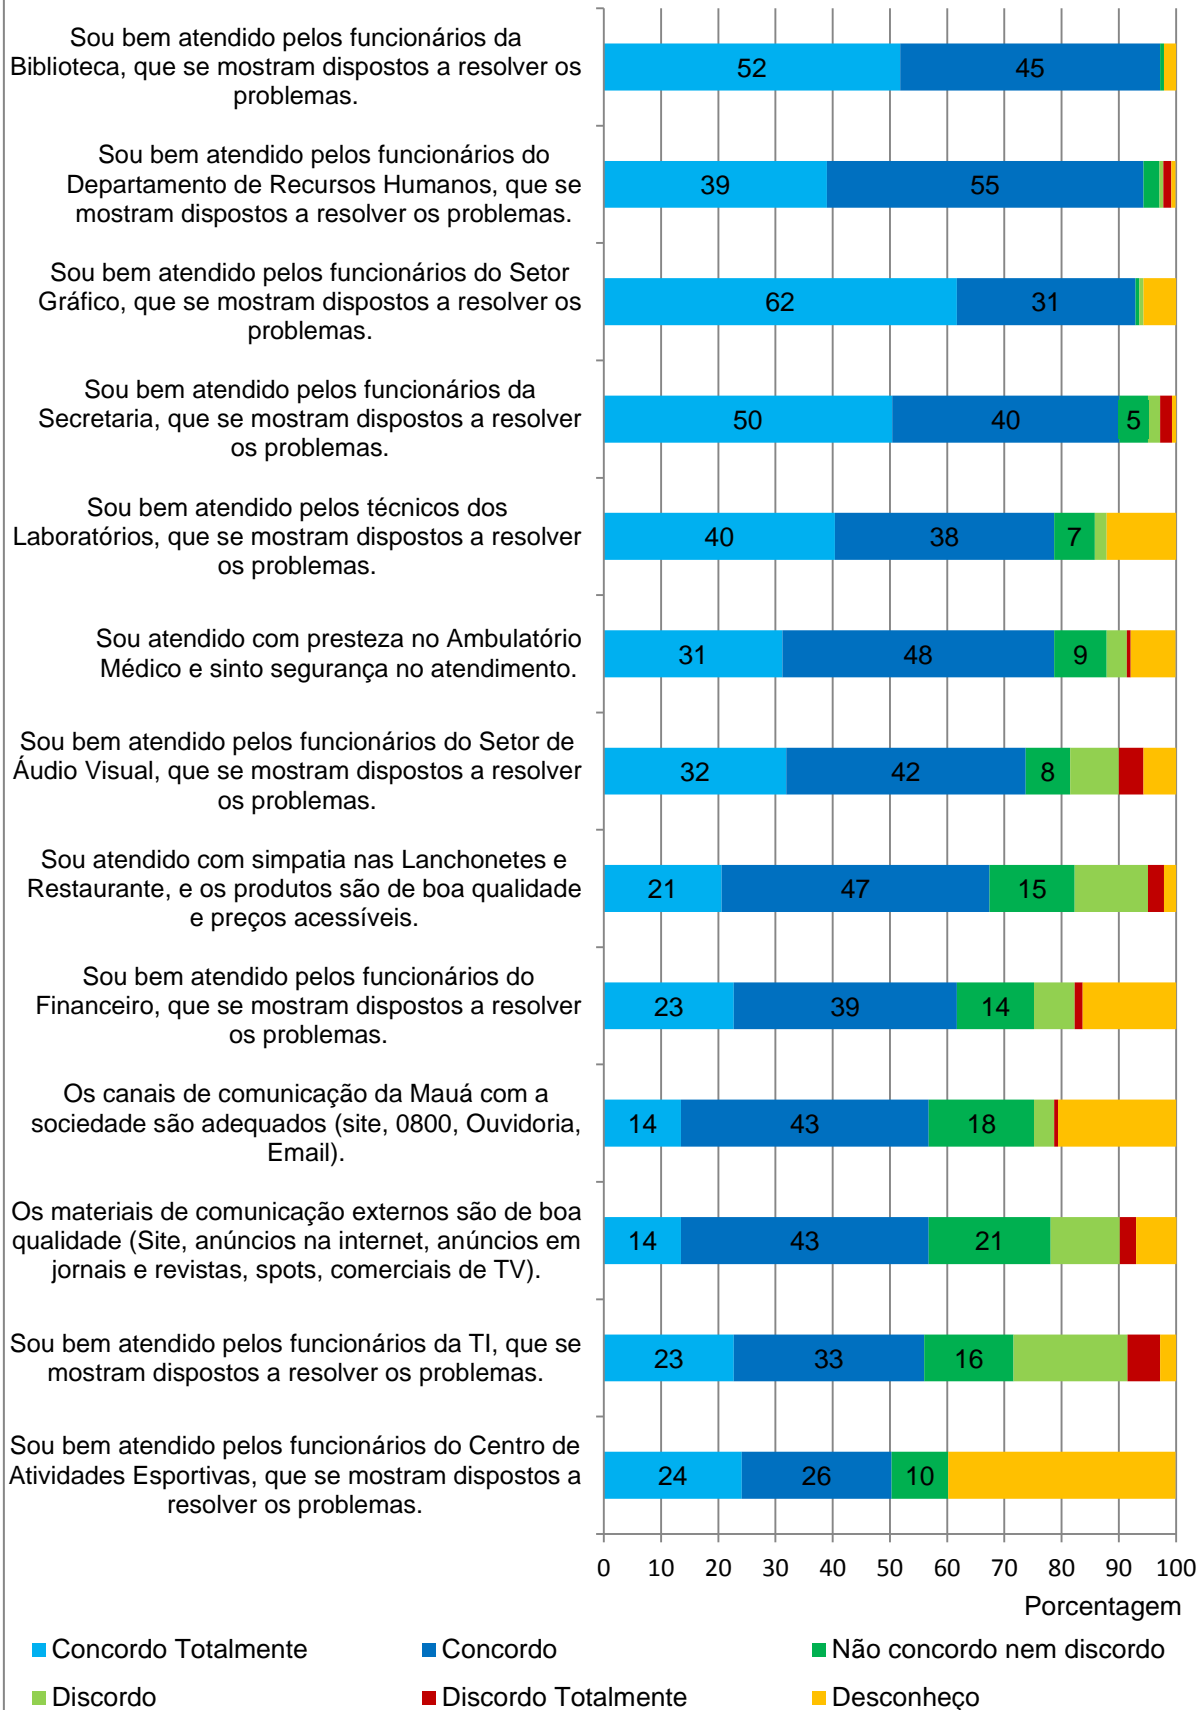 Sou bem atendido pelos funcionários da
Biblioteca, que se mostram dispostos a resolver os
problemas.
52
45
Sou bem atendido pelos funcionários do
Departamento de Recursos Humanos, que se
mostram dispostos a resolver os problemas.
39
55
Sou bem atendido pelos funcionários do Setor
Gráfico, que se mostram dispostos a resolver os
problemas.
62
31
Sou bem atendido pelos funcionários da
Secretaria, que se mostram dispostos a resolver
os problemas.
50
40
5
Sou bem atendido pelos técnicos dos
Laboratórios, que se mostram dispostos a resolver
os problemas.
40
38
7
Sou atendido com presteza no Ambulatório
Médico e sinto segurança no atendimento.
31
48
9
Sou bem atendido pelos funcionários do Setor de
Áudio Visual, que se mostram dispostos a resolver
os problemas.
32
42
8
Sou atendido com simpatia nas Lanchonetes e
Restaurante, e os produtos são de boa qualidade
e preços acessíveis.
21
47
15
Sou bem atendido pelos funcionários do
Financeiro, que se mostram dispostos a resolver
os problemas.
23
39
14
Os canais de comunicação da Mauá com a
sociedade são adequados (site, 0800, Ouvidoria,
Email).
14
43
18
Os materiais de comunicação externos são de boa
qualidade (Site, anúncios na internet, anúncios em
jornais e revistas, spots, comerciais de TV).
14
43
21
Sou bem atendido pelos funcionários da TI, que se
mostram dispostos a resolver os problemas.
23
33
16
Sou bem atendido pelos funcionários do Centro de
Atividades Esportivas, que se mostram dispostos a
resolver os problemas.
24
26
10
0 10 20 30 40 50 60 70 80 90 100
Porcentagem
Concordo Totalmente
Concordo
Não concordo nem discordo
Discordo
Discordo Totalmente
Desconheço